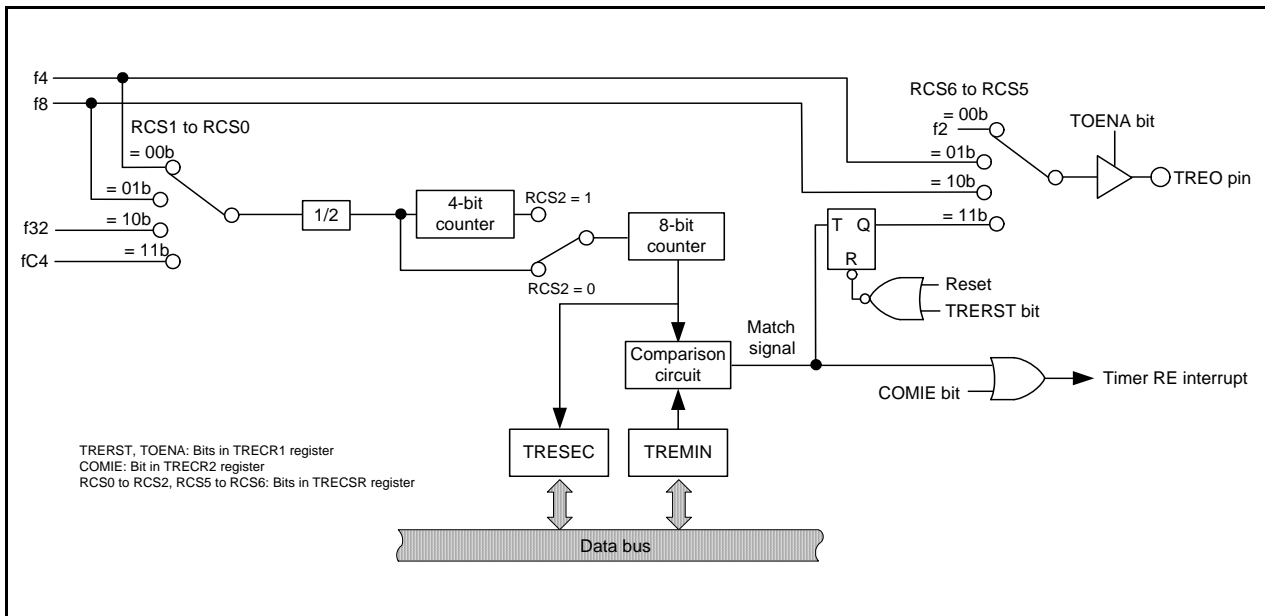 f4
f8
RCS1 to RCS0
= 00b
= 01b
f32
= 10b
fC4
= 11b
1/2
4-bit
counter
RCS2 = 1
RCS2 = 0
8-bit
counter
RCS6 to RCS5
= 00b
f2
= 01b
= 10b
= 11b
TOENA bit
TREO pin
T Q
R
Reset
TRERST bit
Match
signal
Comparison
circuit
COMIE bit
Timer RE interrupt
TRESEC
TREMIN
TRERST, TOENA: Bits in TRECR1 register
COMIE: Bit in TRECR2 register
RCS0 to RCS2, RCS5 to RCS6: Bits in TRECSR register
Data bus